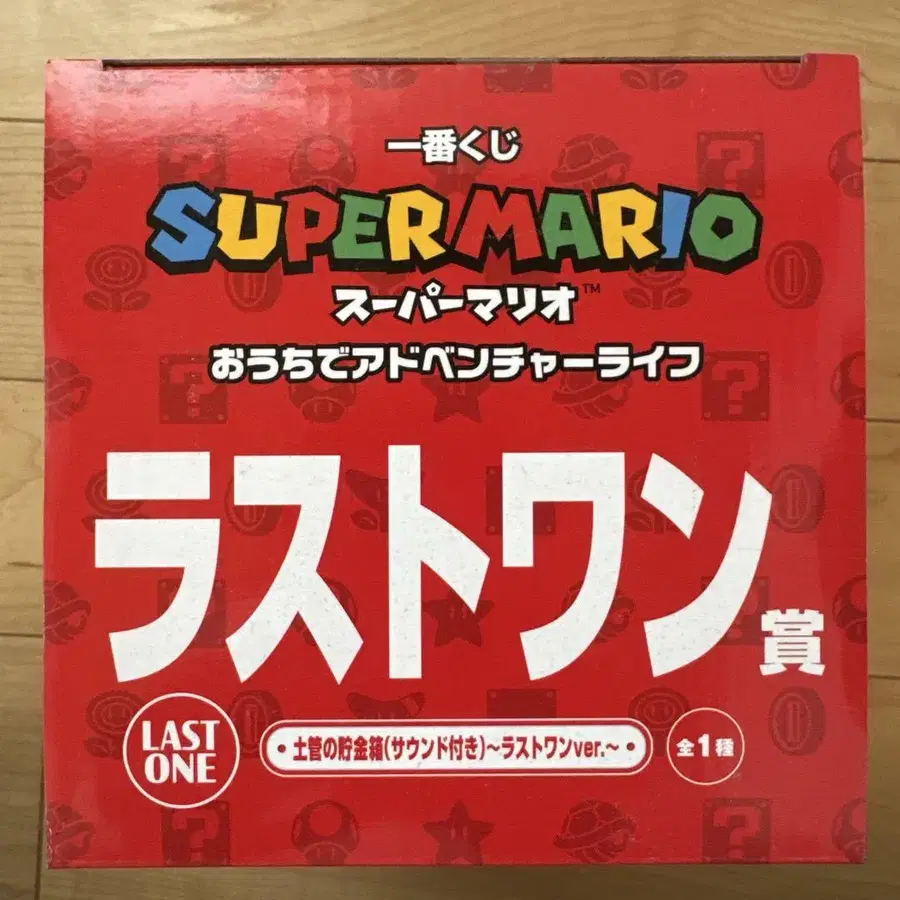 一番くじ
SUPER MARIO
スーパーマリオ™
おうちでアドベンチャーライフ
ラストワン賞
LAST
ONE
・土管の貯金箱(サウンド付き)～ラストワンver.～・
全1種